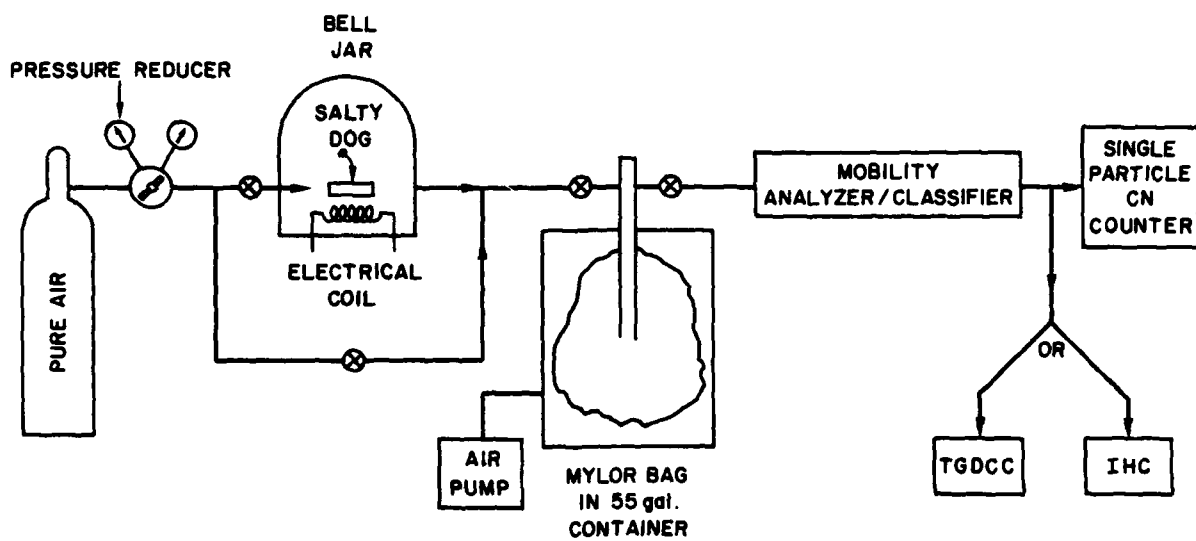 BELL
JAR
PRESSURE REDUCER
SALTY
DOG
PURE AIR
ELECTRICAL
COIL
MOBILITY
ANALYZER/CLASSIFIER
SINGLE
PARTICLE
CN
COUNTER
OR
AIR
PUMP
MYLOR BAG
IN 55 gal.
CONTAINER
TGDCC
IHC